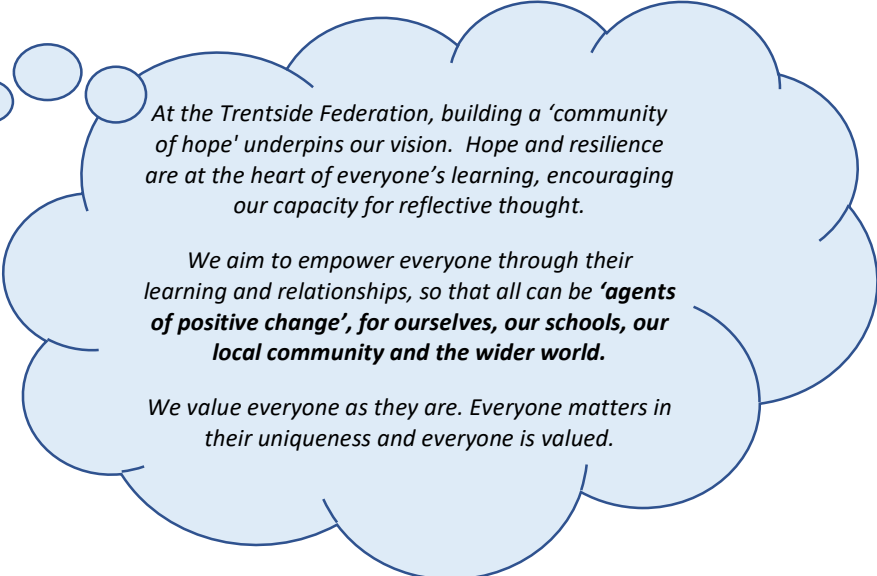 At the Trentside Federation, building a ‘community
of hope' underpins our vision.  Hope and resilience
are at the heart of everyone’s learning, encouraging
our capacity for reflective thought.
We aim to empower everyone through their
learning and relationships, so that all can be ‘agents
of positive change’, for ourselves, our schools, our
local community and the wider world.
We value everyone as they are. Everyone matters in
their uniqueness and everyone is valued.